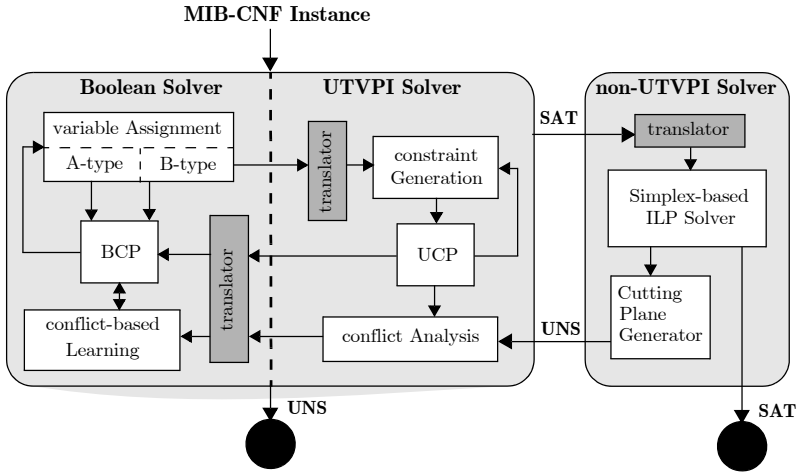 MIB-CNF Instance
Boolean Solver
UTVPI Solver
non-UTVPI Solver
variable Assignment
A-type
B-type
translator
constraint
Generation
SAT
translator
Simplex-based
ILP Solver
BCP
translator
UCP
Cutting
Plane
Generator
conflict-based
Learning
conflict Analysis
UNS
UNS
SAT